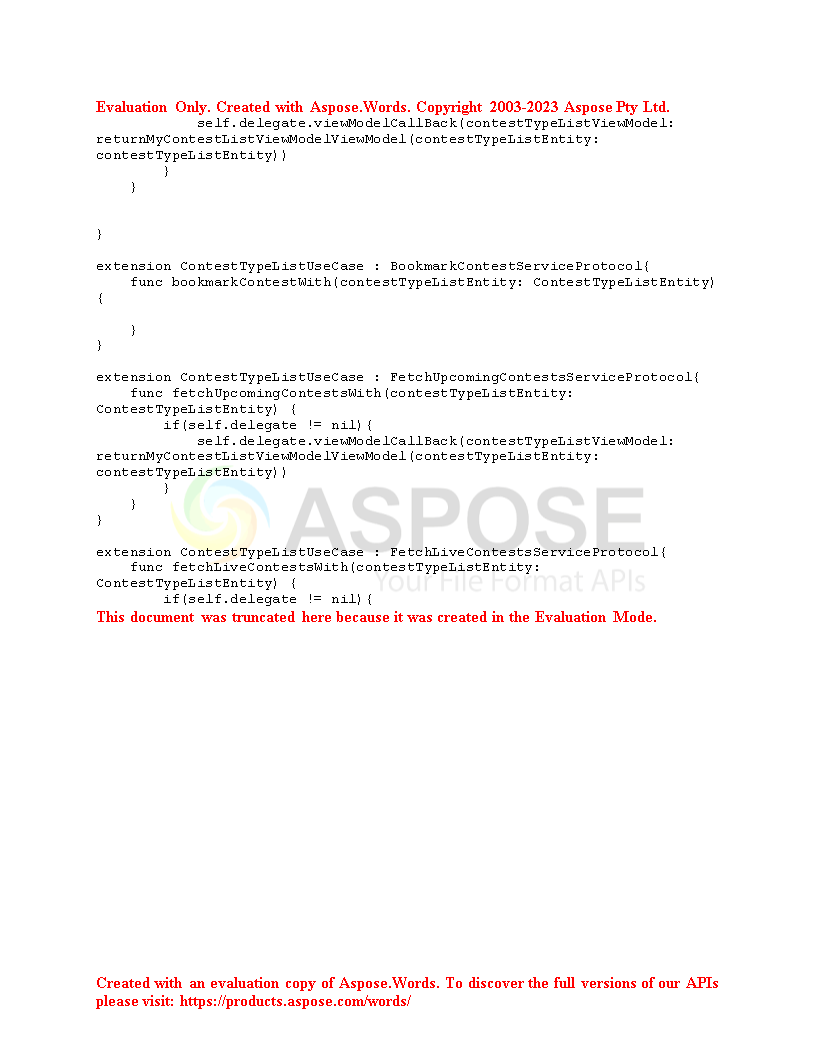 Evaluation Only. Created with Aspose.Words. Copyright 2003-2023 Aspose Pty Ltd.
            self.delegate.viewModelCallBack(contestTypeListViewModel:
returnMyContestListViewModelViewModel(contestTypeListEntity:
contestTypeListEntity))
        }
    }
}
extension ContestTypeListUseCase : BookmarkContestServiceProtocol{
    func bookmarkContestWith(contestTypeListEntity: ContestTypeListEntity)
{
    }
}
extension ContestTypeListUseCase : FetchUpcomingContestsServiceProtocol{
    func fetchUpcomingContestsWith(contestTypeListEntity:
ContestTypeListEntity) {
        if(self.delegate != nil){
            self.delegate.viewModelCallBack(contestTypeListViewModel:
returnMyContestListViewModelViewModel(contestTypeListEntity:
contestTypeListEntity))
        }
    }
}
ASPOSE
Your File Format APIs
extension ContestTypeListUseCase : FetchLiveContestsServiceProtocol{
    func fetchLiveContestsWith(contestTypeListEntity:
ContestTypeListEntity) {
        if(self.delegate != nil){
This document was truncated here because it was created in the Evaluation Mode.
Created with an evaluation copy of Aspose.Words. To discover the full versions of our APIs
please visit: https://products.aspose.com/words/